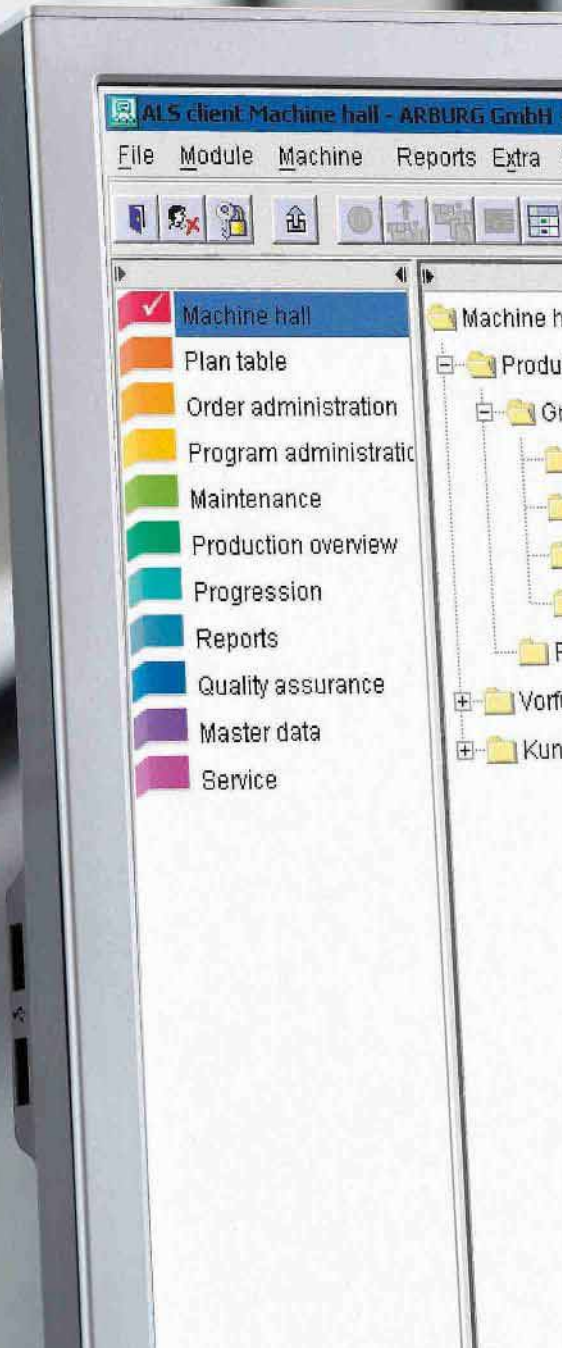 ALS client Machine hall - ARBURG GmbH
File Module Machine Reports Extra
Machine hall
Plan table
Order administration
Program administratic
Maintenance
Production overview
Progression
Reports
Quality assurance
Master data
Service
Machine h
Produ
Gr
Vorfü
Kun